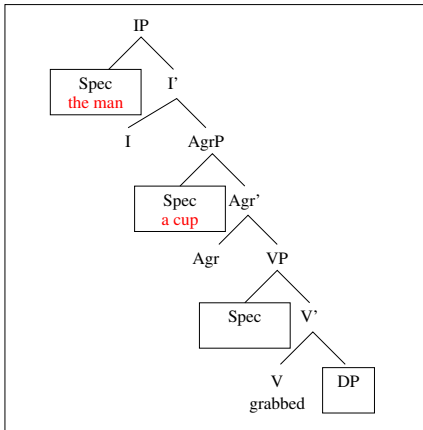 IP
Spec
the man
I’
I
AgrP
Spec
a cup
Agr’
Agr
VP
Spec
V’
V
grabbed
DP